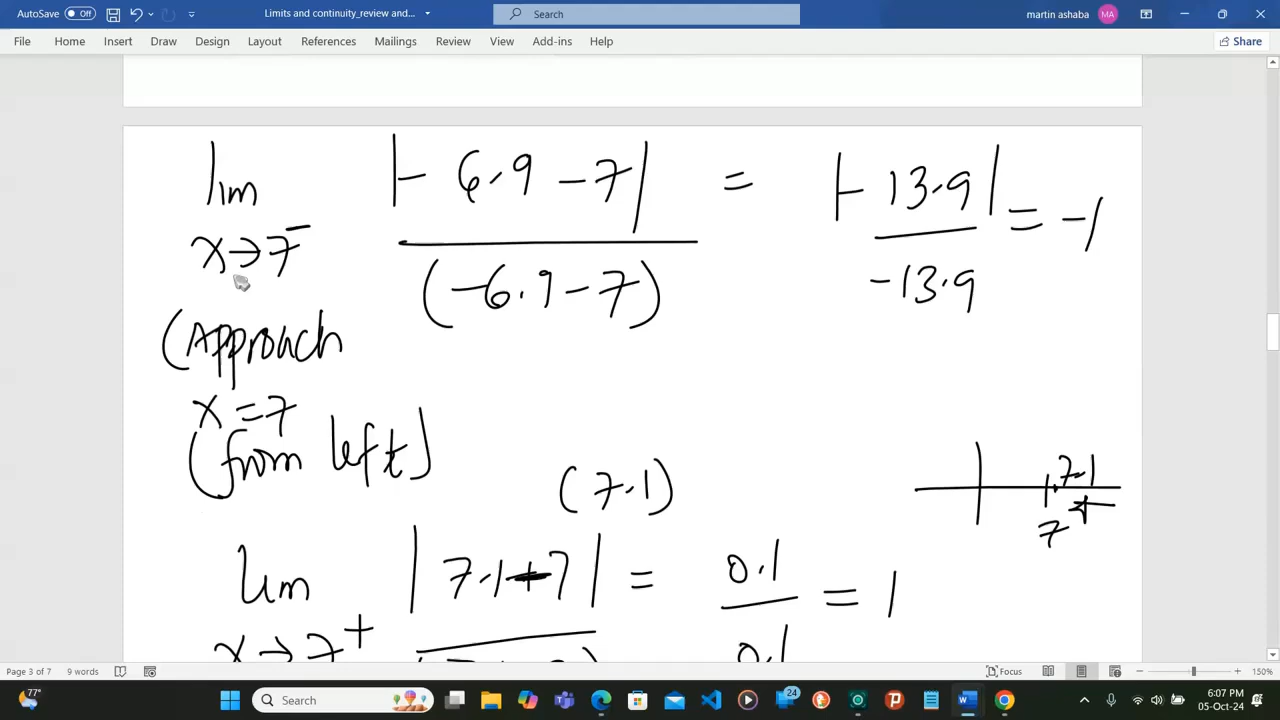 AutoSave Off Limits and continuity_review and... Search martin ashaba MA
File Home Insert Draw Design Layout References Mailings Review View Add-ins Help Share
lim |-6.9-7| = |-13.9| = -1
x→7⁻ (-6.9-7) -13.9
(Approach
x=7
(from left)
(7.1)
7.1
7
lim |7.1-7| = 0.1 = 1
x→7+ 0.1
Page 3 of 7 9 words Focus 150%
77° Search 24 6:07 PM
05-Oct-24